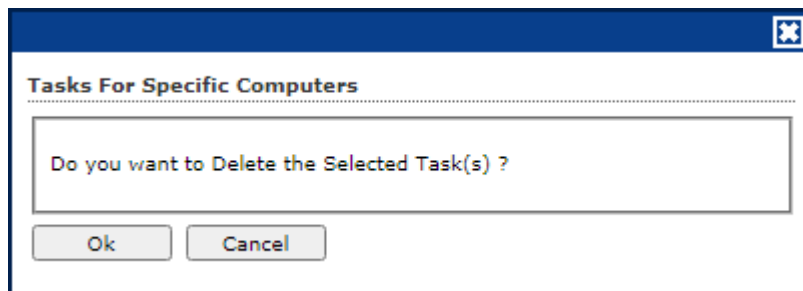 Tasks For Specific Computers
Do you want to Delete the Selected Task(s) ?
Ok Cancel